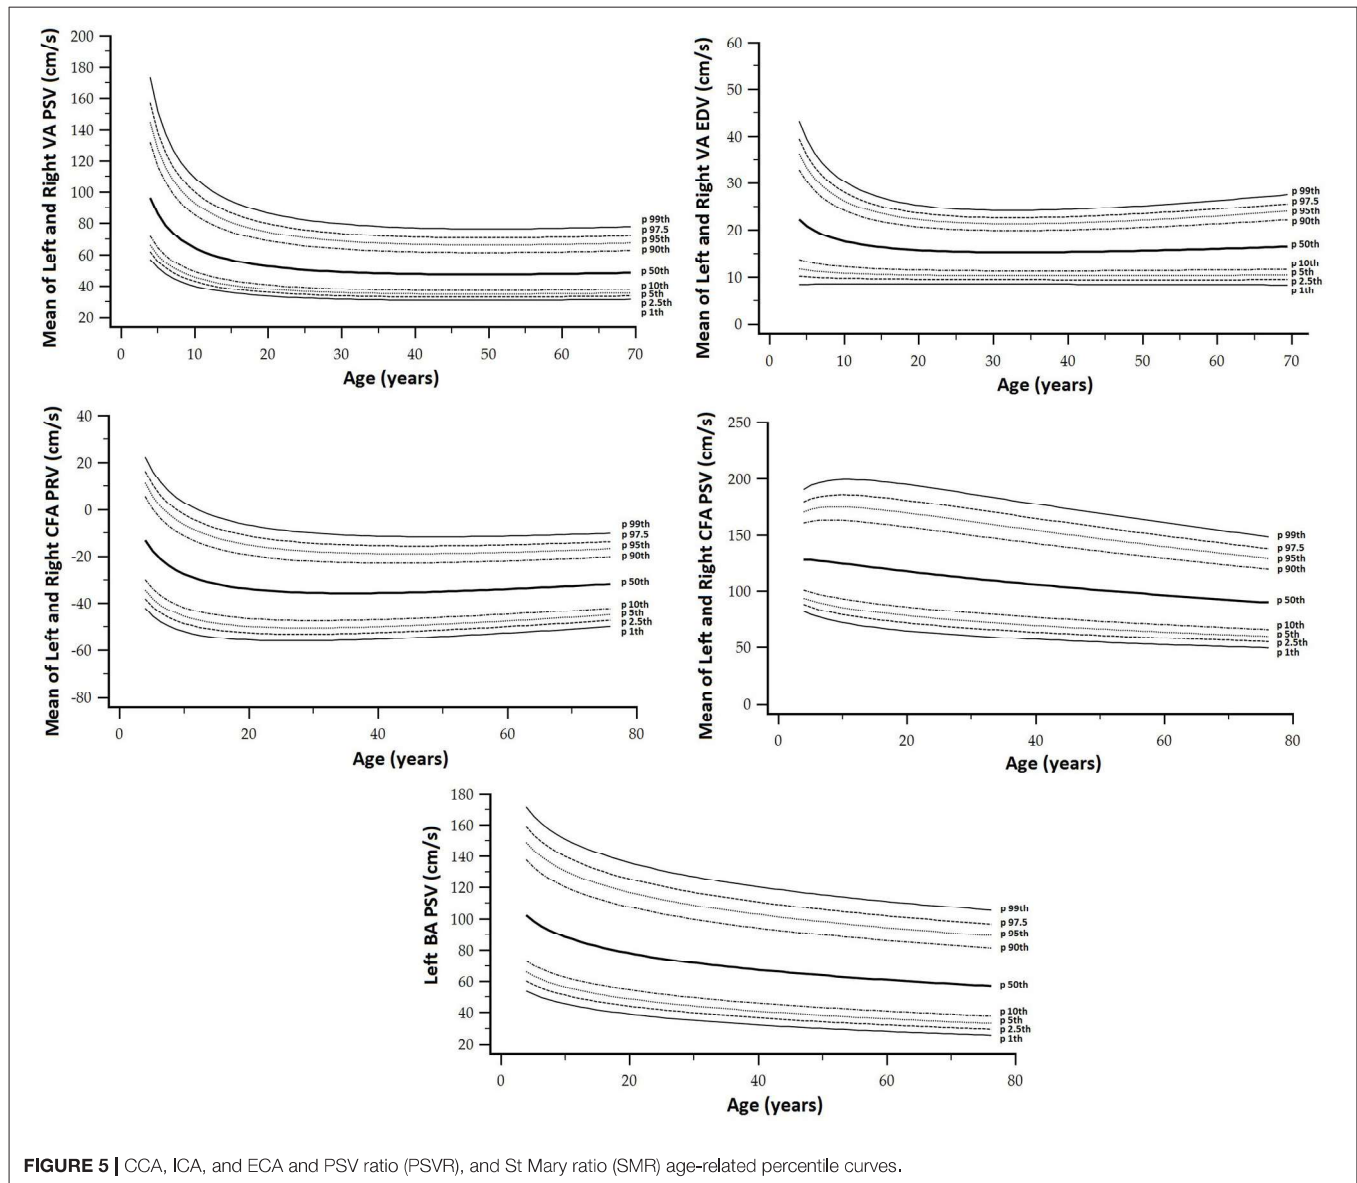 200
180
160
140
120
100
80
60
40
20
Mean of Left and Right VA PSV (cm/s)
p 99th
p 97.5
p 95th
p 90th
p 50th
p 10th
p 5th
p 2.5th
p 1th
0 10 20 30 40 50 60 70
Age (years)
60
50
40
30
20
10
0
Mean of Left and Right VA EDV (cm/s)
p 99th
p 97.5
p 95th
p 90th
p 50th
p 10th
p 5th
p 2.5th
p 1th
0 10 20 30 40 50 60 70
Age (years)
40
20
0
-20
-40
-60
-80
Mean of Left and Right CFA PRV (cm/s)
p 99th
p 97.5
p 95th
p 90th
p 50th
p 10th
p 5th
p 2.5th
p 1th
0 20 40 60 80
Age (years)
250
200
150
100
50
0
Mean of Left and Right CFA PSV (cm/s)
p 99th
p 97.5
p 95th
p 90th
p 50th
p 10th
p 5th
p 2.5th
p 1th
0 20 40 60 80
Age (years)
180
160
140
120
100
80
60
40
20
Left BA PSV (cm/s)
p 99th
p 97.5
p 95th
p 90th
p 50th
p 10th
p 5th
p 2.5th
p 1th
0 20 40 60 80
Age (years)
FIGURE 5 | CCA, ICA, and ECA and PSV ratio (PSVR), and St Mary ratio (SMR) age-related percentile curves.